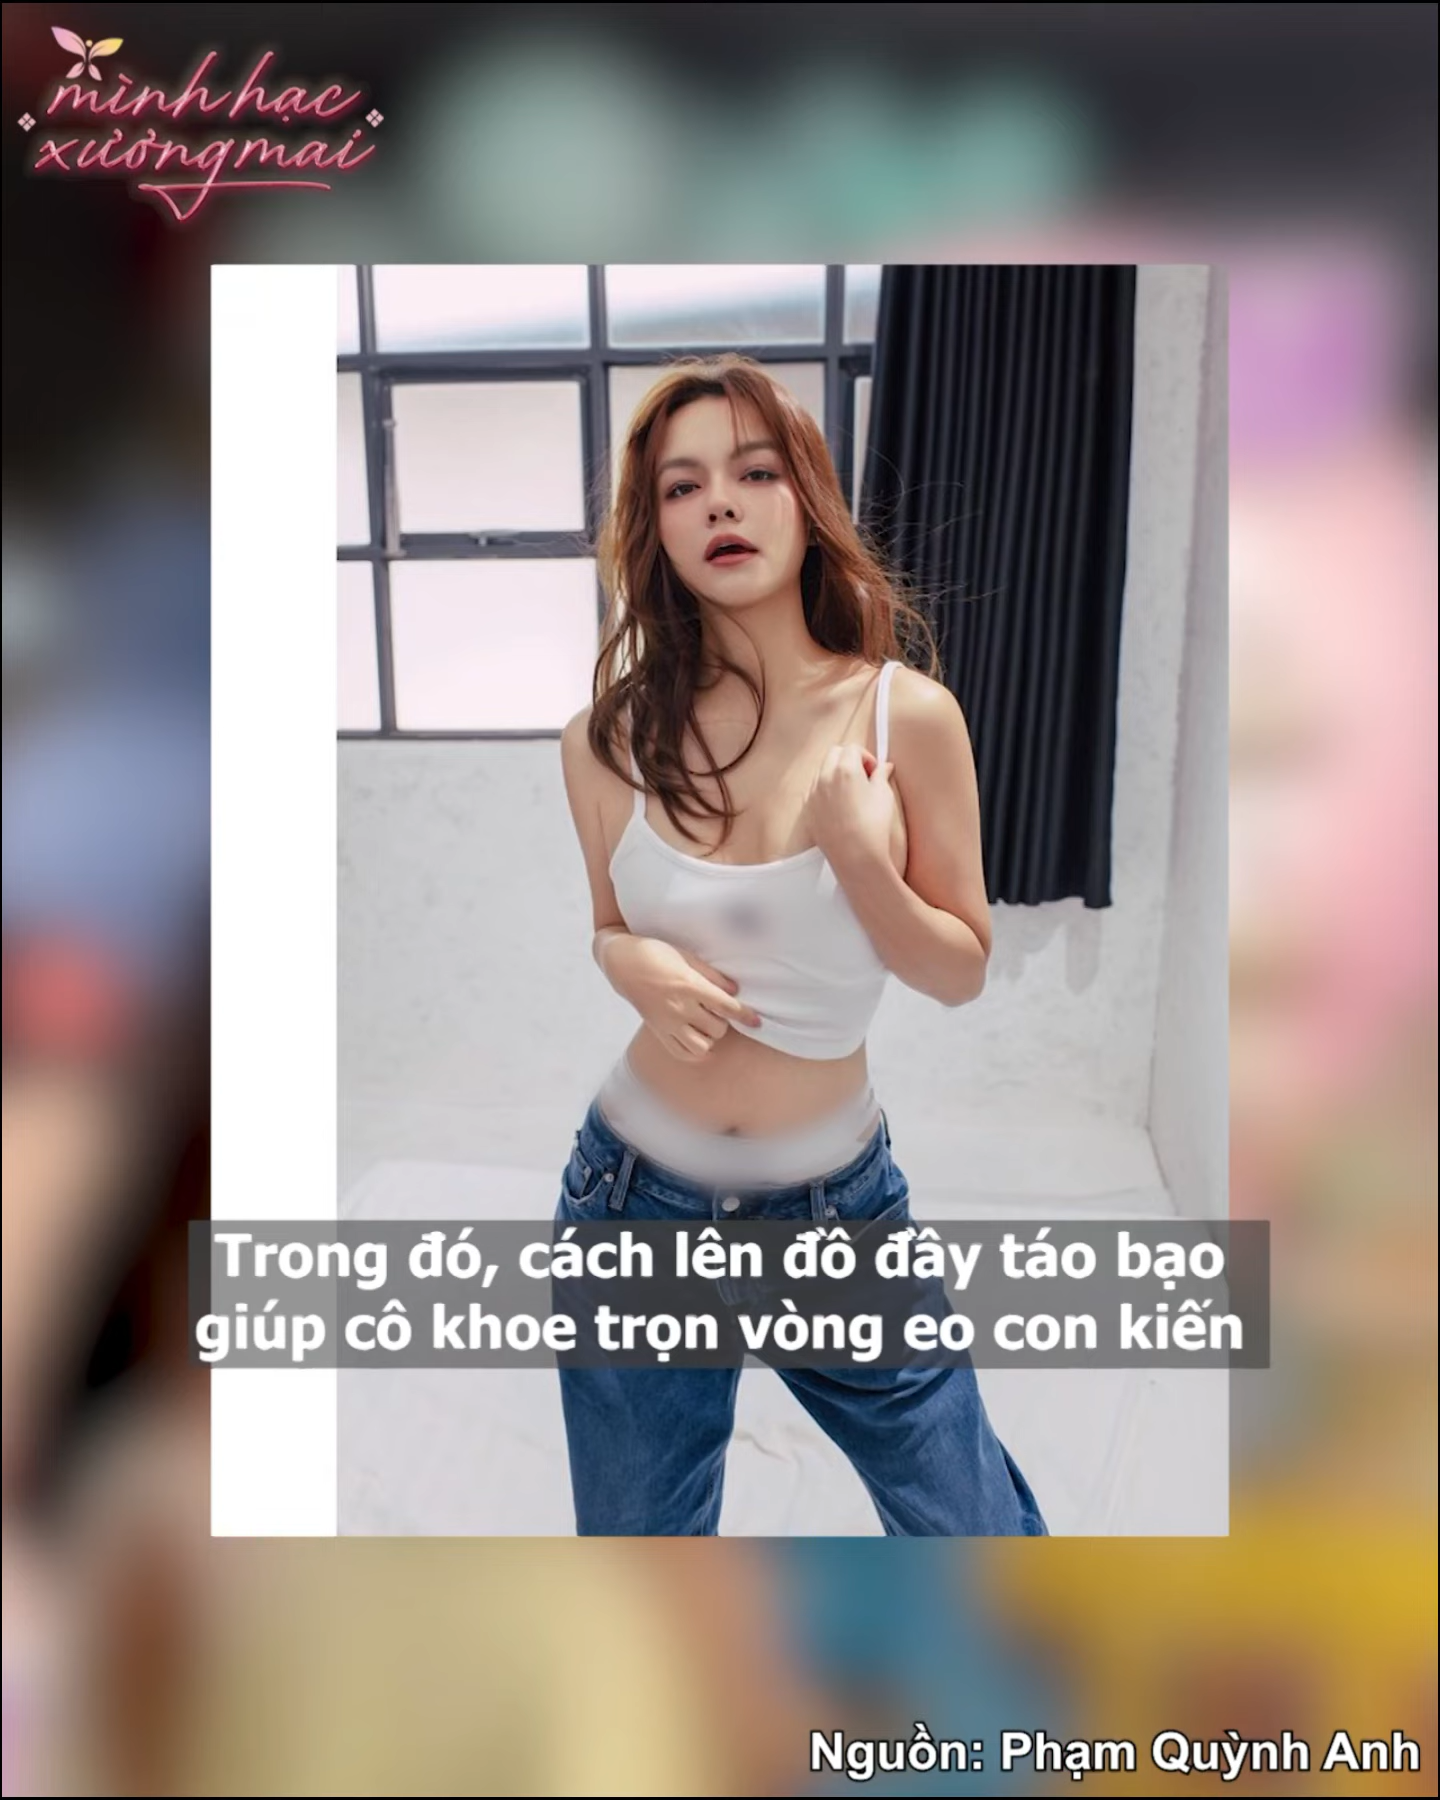 mình hạc
xương mai
Trong đó, cách lên đồ đầy táo bạo
giúp cô khoe trọn vòng eo con kiến
Nguồn: Phạm Quỳnh Anh